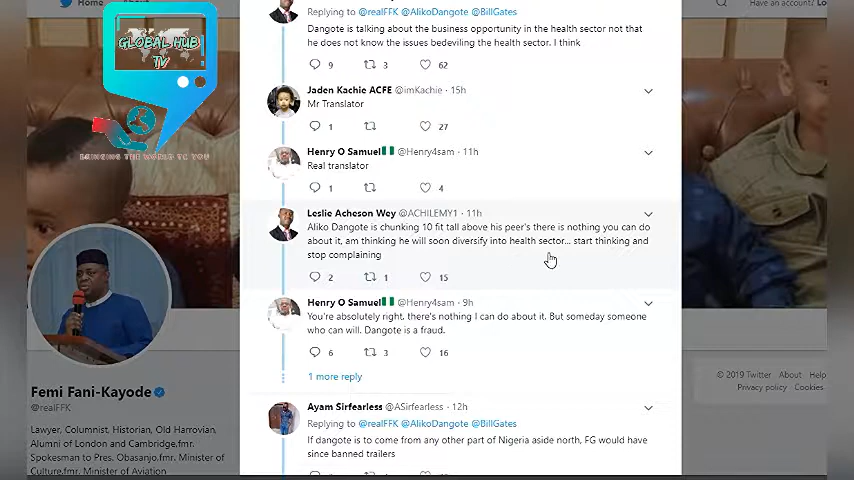 Home
Have an account? Lo
GLOBAL HUB
TV
BRINGING THE WORLD TO YOU
Replying to @realFFK @AlikoDangote @BillGates
Dangote is talking about the business opportunity in the health sector not that
he does not know the issues bedeviling the health sector. I think
9 3 62
Jaden Kachie ACFE @imKachie · 15h
Mr Translator
1 27
Henry O Samuel @Henry4sam · 11h
Real translator
1 4
Leslie Acheson Wey @ACHILEMY1 · 11h
Aliko Dangote is chunking 10 fit tall above his peer's there is nothing you can do
about it, am thinking he will soon diversify into health sector... start thinking and
stop complaining
2 1 15
Henry O Samuel @Henry4sam · 9h
You're absolutely right, there's nothing I can do about it. But someday someone
who can will. Dangote is a fraud.
6 3 16
1 more reply
Ayam Sirfearless @ASirfearless · 12h
Replying to @realFFK @AlikoDangote @BillGates
If dangote is to come from any other part of Nigeria aside north, FG would have
since banned trailers
Femi Fani-Kayode
@realFFK
Lawyer, Columnist, Historian, Old Harrovian,
Alumni of London and Cambridge,fmr.
Spokesman to Pres. Obasanjo.fmr. Minister of
Culture.fmr. Minister of Aviation
© 2019 Twitter About Help
Privacy policy Cookies